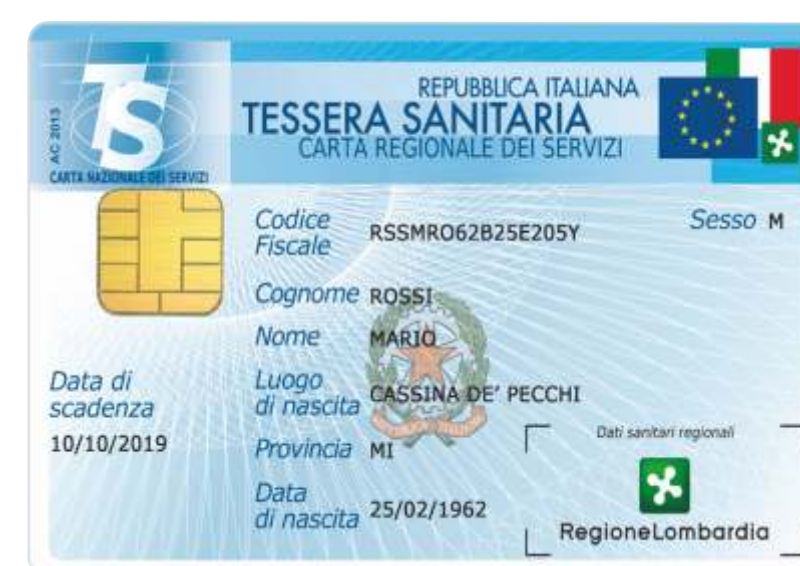 REPUBBLICA ITALIANA
TESSERA SANITARIA
CARTA REGIONALE DEI SERVIZI
TS
AC 2013
CARTA NAZIONALE DEI SERVIZI
Codice Fiscale RSSMRO62B25E205Y
Sesso M
Cognome ROSSI
Nome MARIO
Luogo di nascita CASSINA DE' PECCHI
Provincia MI
Data di nascita 25/02/1962
Data di
scadenza
10/10/2019
Dati sanitari regionali
RegioneLombardia